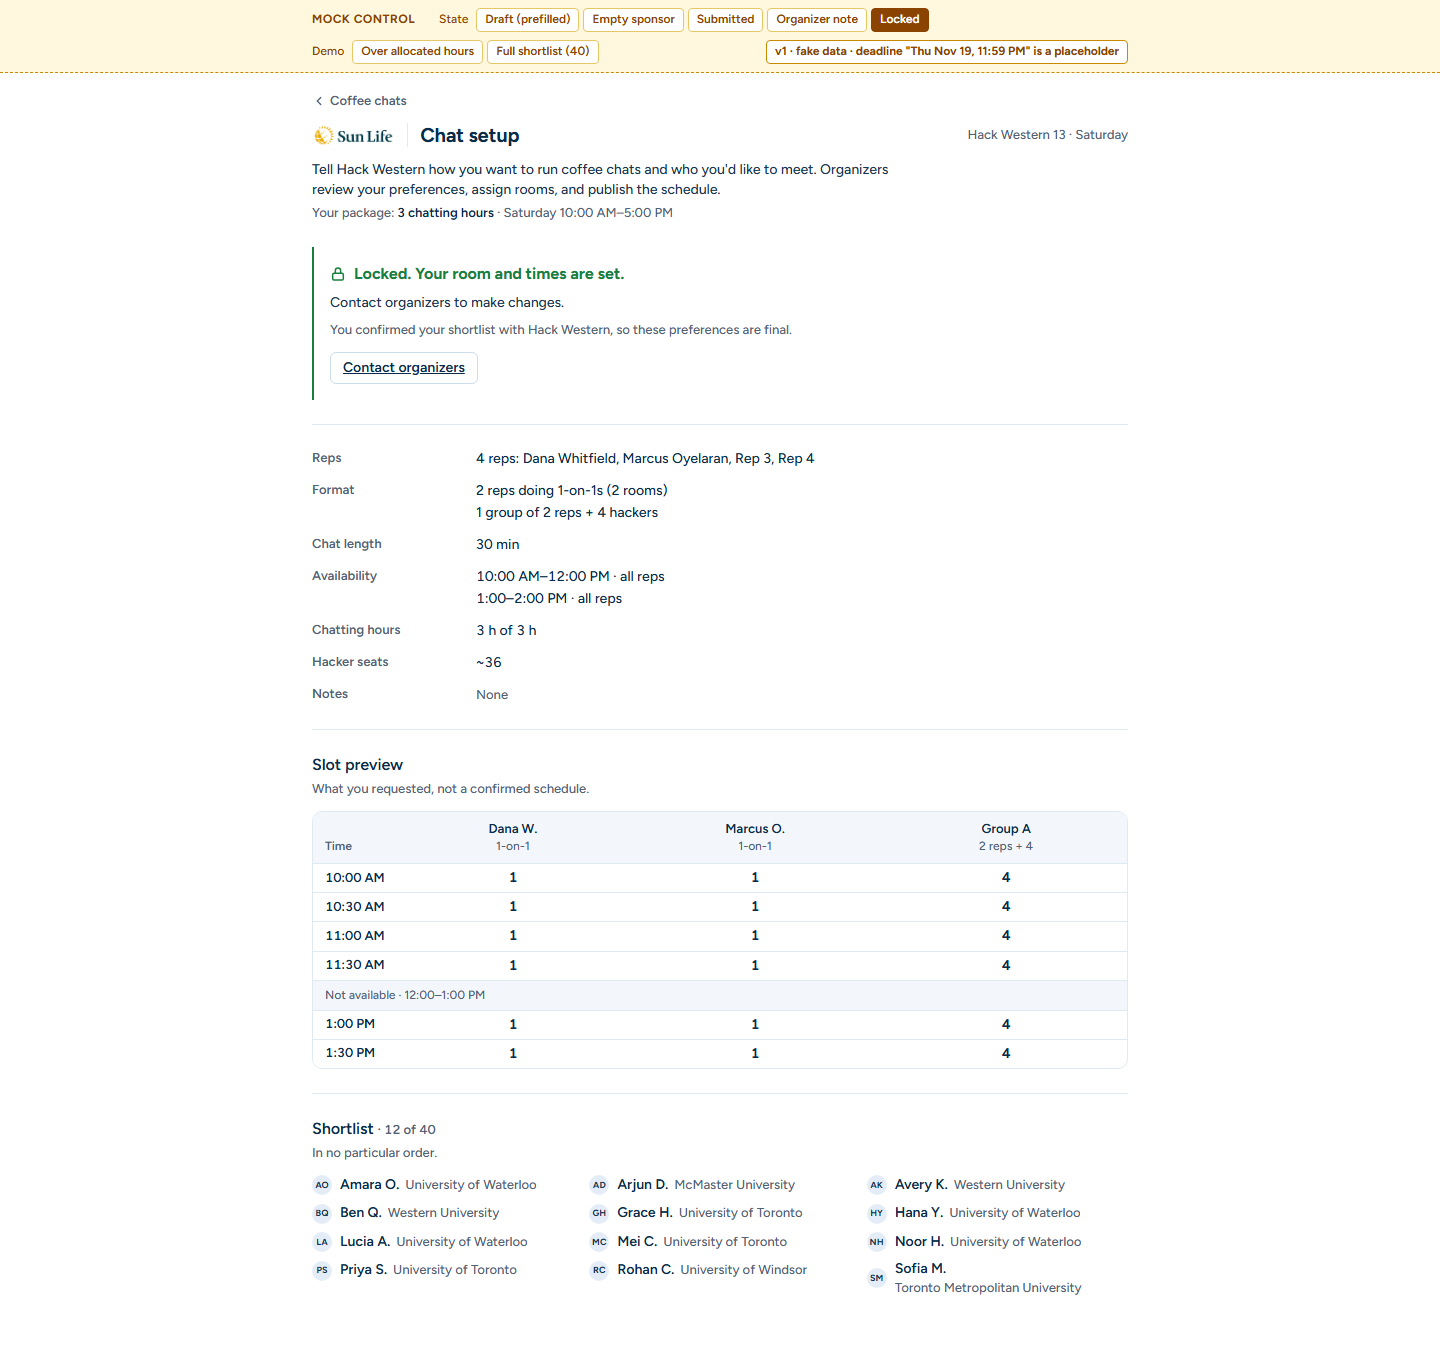 MOCK CONTROL State Draft (prefilled) Empty sponsor Submitted Organizer note Locked
Demo Over allocated hours Full shortlist (40) v1 · fake data · deadline "Thu Nov 19, 11:59 PM" is a placeholder
Coffee chats
Sun Life Chat setup Hack Western 13 · Saturday
Tell Hack Western how you want to run coffee chats and who you'd like to meet. Organizers
review your preferences, assign rooms, and publish the schedule.
Your package: 3 chatting hours · Saturday 10:00 AM–5:00 PM
Locked. Your room and times are set.
Contact organizers to make changes.
You confirmed your shortlist with Hack Western, so these preferences are final.
Contact organizers
Reps 4 reps: Dana Whitfield, Marcus Oyelaran, Rep 3, Rep 4
Format 2 reps doing 1-on-1s (2 rooms)
1 group of 2 reps + 4 hackers
Chat length 30 min
Availability 10:00 AM–12:00 PM · all reps
1:00–2:00 PM · all reps
Chatting hours 3 h of 3 h
Hacker seats ~36
Notes None
Slot preview
What you requested, not a confirmed schedule.
Dana W. Marcus O. Group A
Time 1-on-1 1-on-1 2 reps + 4
10:00 AM 1 1 4
10:30 AM 1 1 4
11:00 AM 1 1 4
11:30 AM 1 1 4
Not available · 12:00–1:00 PM
1:00 PM 1 1 4
1:30 PM 1 1 4
Shortlist · 12 of 40
In no particular order.
AO Amara O. University of Waterloo AD Arjun D. McMaster University AK Avery K. Western University
BQ Ben Q. Western University GH Grace H. University of Toronto HY Hana Y. University of Waterloo
LA Lucia A. University of Waterloo MC Mei C. University of Toronto NH Noor H. University of Waterloo
PS Priya S. University of Toronto RC Rohan C. University of Windsor SM Sofia M.
Toronto Metropolitan University